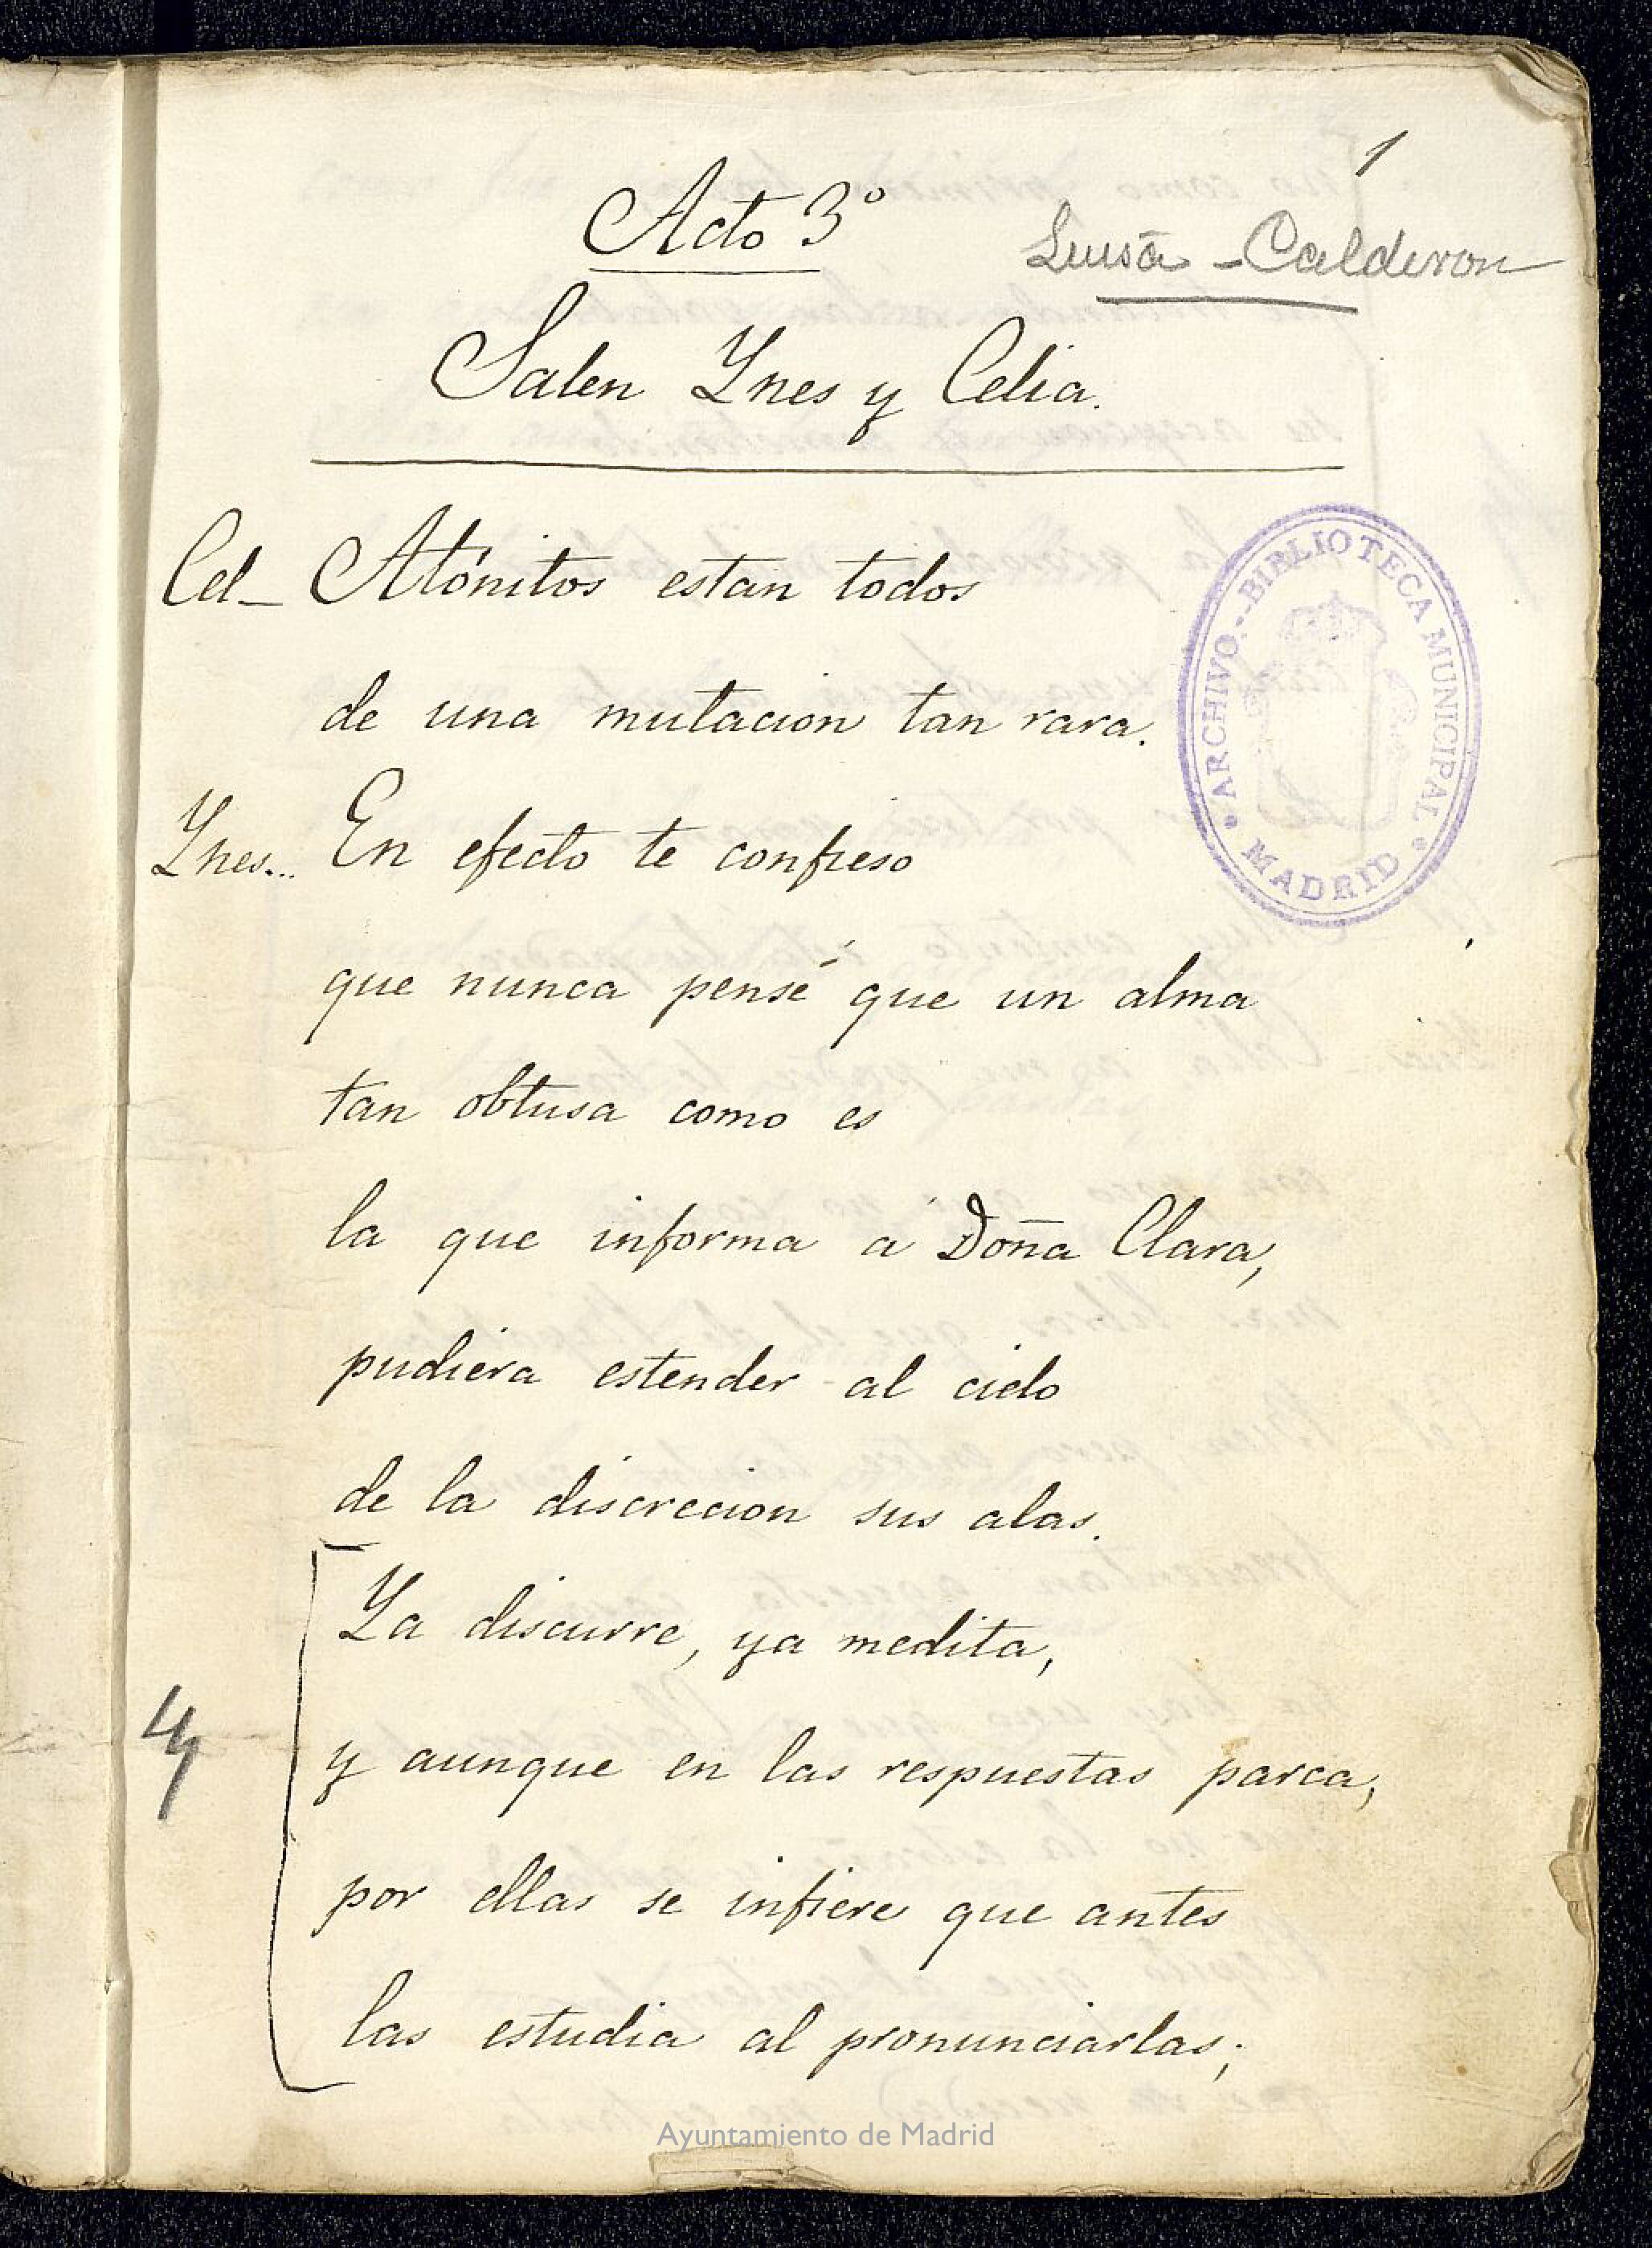 1
Acto 3º
Luisa - Calderon
Salen Ynes y Celia.
Cel_ Atónitos estan todos
de una mutacion tan rara.
Ynes... En efecto te confieso
que nunca pensé que un alma
tan obtusa como es
la que informa á Doña Clara,
pudiera estender al cielo
de la discrecion sus alas.
Ya discurre, ya medita,
y aunque en las respuestas parca,
por ellas se infiere que antes
las estudia al pronunciarlas;
ARCHIVO.-BIBLIOTECA MUNICIPAL
MADRID
Ayuntamiento de Madrid